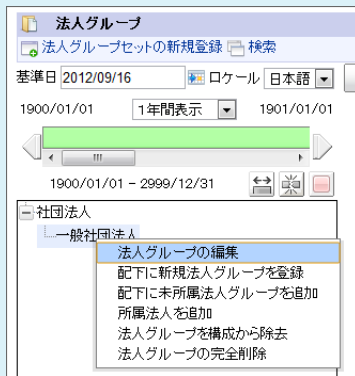 法人グループ
法人グループセットの新規登録 検索
基準日 2012/09/16 ロケール 日本語
1900/01/01 1年間表示 1901/01/01
1900/01/01 - 2999/12/31
社団法人
一般社団法人
法人グループの編集
配下に新規法人グループを登録
配下に未所属法人グループを追加
所属法人を追加
法人グループを構成から除去
法人グループの完全削除